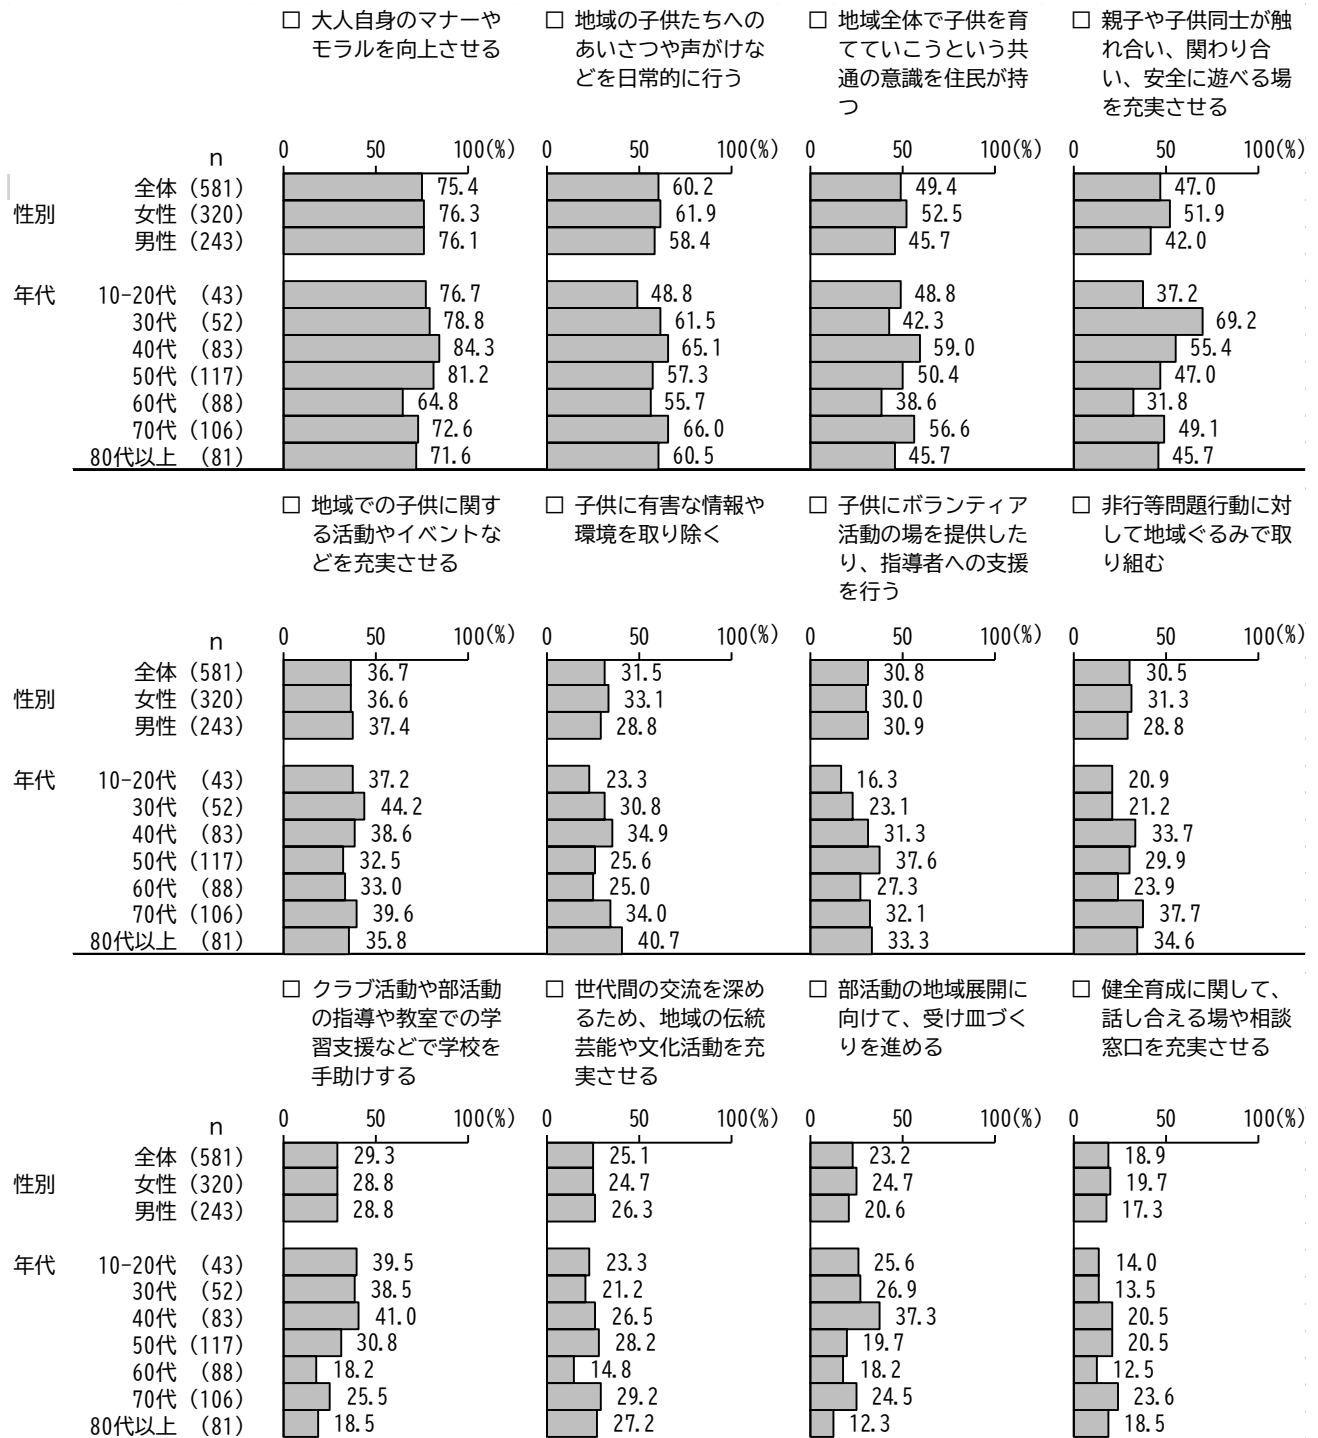 □ 大人自身のマナーや □ 地域の子供たちへの □ 地域全体で子供を育 □ 親子や子供同士が触
モラルを向上させる あいさつや声がけな てていこうという共 れ合い、関わり合
どを日常的に行う 通の意識を住民が持 い、安全に遊べる場
つ を充実させる
n 0 50 100(%) 0 50 100(%) 0 50 100(%) 0 50 100(%)
全体 (581) 75.4 60.2 49.4 47.0
性別 女性 (320) 76.3 61.9 52.5 51.9
男性 (243) 76.1 58.4 45.7 42.0
年代 10-20代 (43) 76.7 48.8 48.8 37.2
30代 (52) 78.8 61.5 42.3 69.2
40代 (83) 84.3 65.1 59.0 55.4
50代 (117) 81.2 57.3 50.4 47.0
60代 (88) 64.8 55.7 38.6 31.8
70代 (106) 72.6 66.0 56.6 49.1
80代以上 (81) 71.6 60.5 45.7 45.7
□ 地域での子供に関す □ 子供に有害な情報や □ 子供にボランティア □ 非行等問題行動に対
る活動やイベントな 環境を取り除く 活動の場を提供した して地域ぐるみで取
どを充実させる り、指導者への支援 り組む
を行う
n 0 50 100(%) 0 50 100(%) 0 50 100(%) 0 50 100(%)
全体 (581) 36.7 31.5 30.8 30.5
性別 女性 (320) 36.6 33.1 30.0 31.3
男性 (243) 37.4 28.8 30.9 28.8
年代 10-20代 (43) 37.2 23.3 16.3 20.9
30代 (52) 44.2 30.8 23.1 21.2
40代 (83) 38.6 34.9 31.3 33.7
50代 (117) 32.5 25.6 37.6 29.9
60代 (88) 33.0 25.0 27.3 23.9
70代 (106) 39.6 34.0 32.1 37.7
80代以上 (81) 35.8 40.7 33.3 34.6
□ クラブ活動や部活動 □ 世代間の交流を深め □ 部活動の地域展開に □ 健全育成に関して、
の指導や教室での学 るため、地域の伝統 向けて、受け皿づく 話し合える場や相談
習支援などで学校を 芸能や文化活動を充 りを進める 窓口を充実させる
手助けする 実させる
n 0 50 100(%) 0 50 100(%) 0 50 100(%) 0 50 100(%)
全体 (581) 29.3 25.1 23.2 18.9
性別 女性 (320) 28.8 24.7 24.7 19.7
男性 (243) 28.8 26.3 20.6 17.3
年代 10-20代 (43) 39.5 23.3 25.6 14.0
30代 (52) 38.5 21.2 26.9 13.5
40代 (83) 41.0 26.5 37.3 20.5
50代 (117) 30.8 28.2 19.7 20.5
60代 (88) 18.2 14.8 18.2 12.5
70代 (106) 25.5 29.2 24.5 23.6
80代以上 (81) 18.5 27.2 12.3 18.5